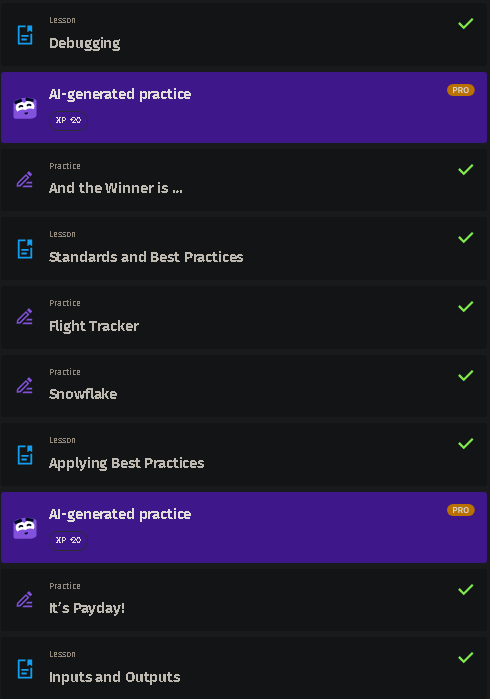 Lesson
Debugging
AI-generated practice
PRO
XP +20
Practice
And the Winner is ...
Lesson
Standards and Best Practices
Practice
Flight Tracker
Practice
Snowflake
Lesson
Applying Best Practices
AI-generated practice
PRO
XP +20
Practice
It's Payday!
Lesson
Inputs and Outputs